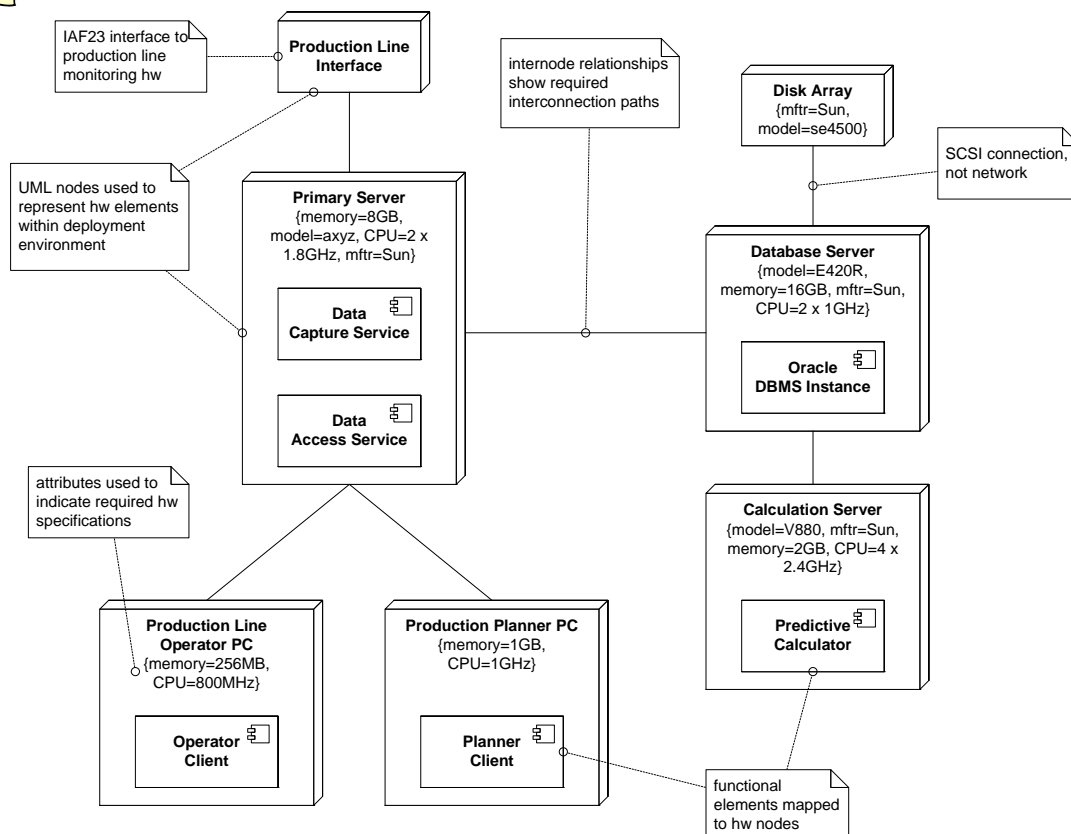 IAF23 interface to
production line
monitoring hw
Production Line
Interface
internode relationships
show required
interconnection paths
Disk Array
{mftr=Sun,
model=se4500}
SCSI connection,
not network
UML nodes used to
represent hw elements
within deployment
environment
Primary Server
{memory=8GB,
model=axyz, CPU=2 x
1.8GHz, mftr=Sun}
Data
Capture Service
Data
Access Service
Database Server
{model=E420R,
memory=16GB, mftr=Sun,
CPU=2 x 1GHz}
Oracle
DBMS Instance
attributes used to
indicate required hw
specifications
Calculation Server
{model=V880, mftr=Sun,
memory=2GB, CPU=4 x
2.4GHz}
Predictive
Calculator
Production Line
Operator PC
{memory=256MB,
CPU=800MHz}
Operator
Client
Production Planner PC
{memory=1GB,
CPU=1GHz}
Planner
Client
functional
elements mapped
to hw nodes